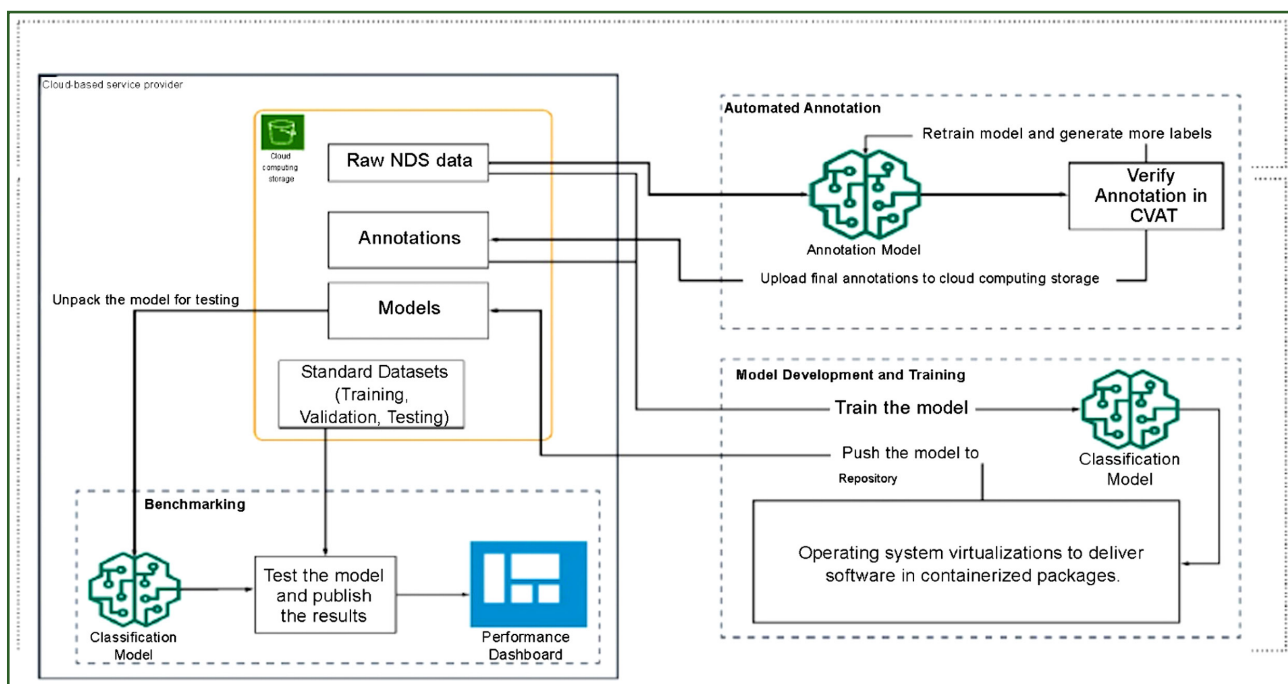 Cloud-based service provider
Cloud
computing
storage
Raw NDS data
Annotations
Models
Standard Datasets
(Training,
Validation, Testing)
Unpack the model for testing
Benchmarking
Classification
Model
Test the model
and publish
the results
Performance
Dashboard
Automated Annotation
Retrain model and generate more labels
Annotation Model
Verify
Annotation in
CVAT
Upload final annotations to cloud computing storage
Model Development and Training
Train the model
Classification
Model
Push the model to
Repository
Operating system virtualizations to deliver
software in containerized packages.